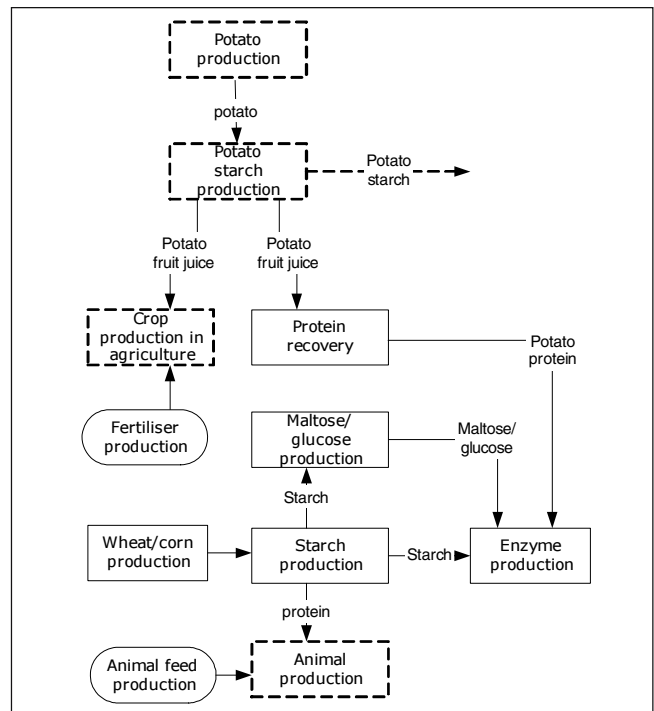 Potato
production
potato
Potato
starch
production
Potato
starch
Potato
fruit juice
Potato
fruit juice
Crop
production in
agriculture
Protein
recovery
Potato
protein
Fertiliser
production
Maltose/
glucose
production
Maltose/
glucose
Starch
Wheat/corn
production
Starch
production
Starch
Enzyme
production
protein
Animal feed
production
Animal
production